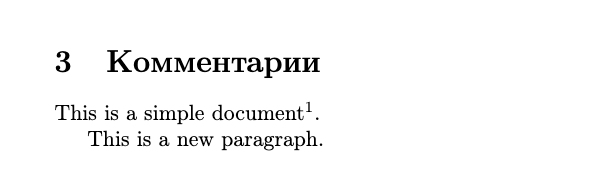 3 Комментарии
This is a simple document¹.
This is a new paragraph.